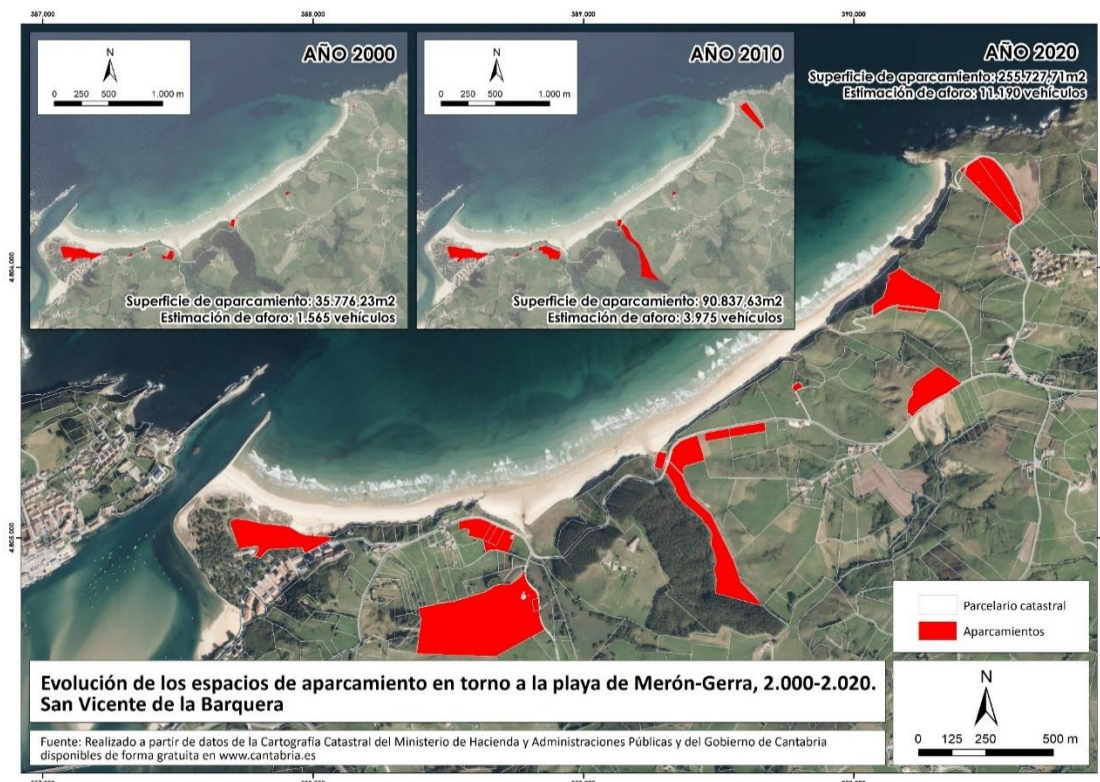 387.000
388.000
389.000
390.000
N
0 250 500 1.000 m
AÑO 2000
Superficie de aparcamiento: 35.776,23m2
Estimación de aforo: 1.565 vehículos
N
0 250 500 1.000 m
AÑO 2010
Superficie de aparcamiento: 90.837,63m2
Estimación de aforo: 3.975 vehículos
AÑO 2020
Superficie de aparcamiento: 255.727,71m2
Estimación de aforo: 11.190 vehículos
4.804.000
4.805.000
Parcelario catastral
Aparcamientos
Evolución de los espacios de aparcamiento en torno a la playa de Merón-Gerra, 2.000-2.020.
San Vicente de la Barquera
Fuente: Realizado a partir de datos de la Cartografía Catastral del Ministerio de Hacienda y Administraciones Públicas y del Gobierno de Cantabria
disponibles de forma gratuita en www.cantabria.es
N
0 125 250 500 m